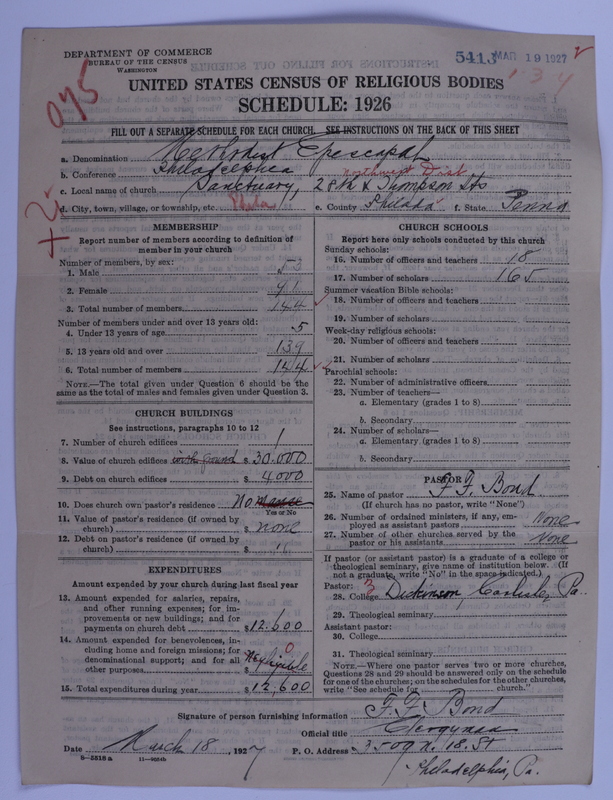 DEPARTMENT OF COMMERCE
BUREAU OF THE CENSUS
WASHINGTON
5413 MAR 19 1927
1 3 4
075
UNITED STATES CENSUS OF RELIGIOUS BODIES
SCHEDULE: 1926
FILL OUT A SEPARATE SCHEDULE FOR EACH CHURCH. SEE INSTRUCTIONS ON THE BACK OF THIS SHEET
a. Denomination Methodist Episcopal
b. Conference Philadelphia Northwest Dist
c. Local name of church Sanctuary, 28th & Thompson Sts
d. City, town, village, or township, etc. Phila e. County Philada f. State Penna
MEMBERSHIP
Report number of members according to definition of member in your church
Number of members, by sex:
1. Male 53
2. Female 91
3. Total number of members 144
Number of members under and over 13 years old:
4. Under 13 years of age 5
5. 13 years old and over 139
6. Total number of members 144
NOTE.—The total given under Question 6 should be the same as the total of males and females given under Question 3.
CHURCH BUILDINGS
See instructions, paragraphs 10 to 12
7. Number of church edifices 1
8. Value of church edifices with ground $ 30.000
9. Debt on church edifices $ 4000
10. Does church own pastor's residence? No
Yes or No
11. Value of pastor's residence (if owned by church) $ none
12. Debt on pastor's residence (if owned by church) $ "
EXPENDITURES
Amount expended by your church during last fiscal year
13. Amount expended for salaries, repairs, and other running expenses; for improvements or new buildings; and for payments on church debt $ 12.600
14. Amount expended for benevolences, including home and foreign missions; for denominational support; and for all other purposes $ Negligible 0
15. Total expenditures during year $ 12,600
CHURCH SCHOOLS
Report here only schools conducted by this church
Sunday schools:
16. Number of officers and teachers 18
17. Number of scholars 165
Summer vacation Bible schools:
18. Number of officers and teachers
19. Number of scholars
Week-day religious schools:
20. Number of officers and teachers
21. Number of scholars
Parochial schools:
22. Number of administrative officers
23. Number of teachers—
a. Elementary (grades 1 to 8)
b. Secondary
24. Number of scholars—
a. Elementary (grades 1 to 8)
b. Secondary
PASTOR
25. Name of pastor F. F. Bond
(If church has no pastor, write "None")
26. Number of ordained ministers, if any, employed as assistant pastors None
27. Number of other churches served by the pastor or his assistants None
If pastor (or assistant pastor) is a graduate of a college or theological seminary, give name of institution below. (If not a graduate, write "No" in the space indicated.)
Pastor:
28. College 3 Dickinson Carlisle, Pa.
29. Theological seminary
Assistant pastor:
30. College
31. Theological seminary
NOTE.—Where one pastor serves two or more churches, Questions 28 and 29 should be answered only on the schedule for one of the churches; on the schedules for the other churches, write "See schedule for church."
Signature of person furnishing information F. F. Bond
Official title Clergyman
Date March 18, 1927 P. O. Address 3509 N. 18. St
Philadelphia, Pa.
8—5518 a 11—9054b